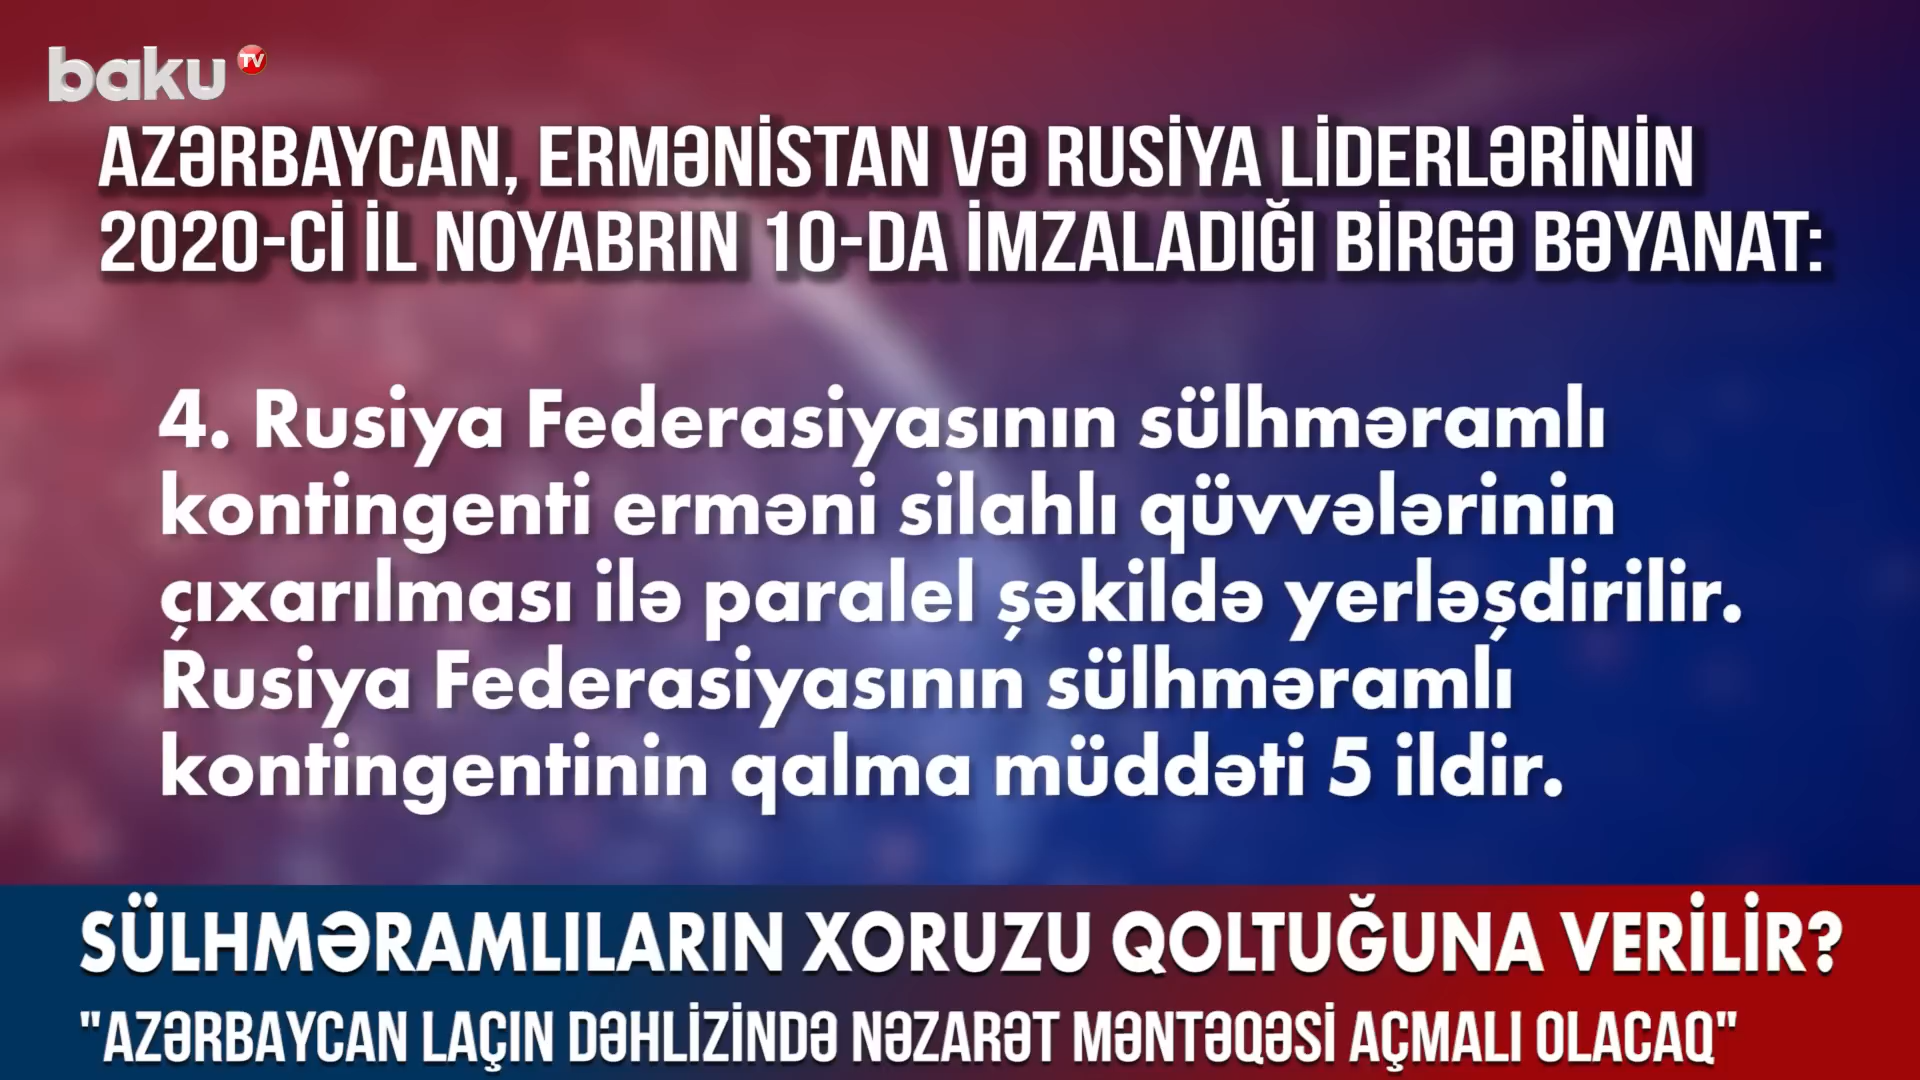 baku TV
AZƏRBAYCAN, ERMƏNİSTAN VƏ RUSİYA LİDERLƏRİNİN
2020-Cİ İL NOYABRIN 10-DA İMZALADIĞI BİRGƏ BƏYANAT:
4. Rusiya Federasiyasının sülhməramlı
kontingenti erməni silahlı qüvvələrinin
çıxarılması ilə paralel şəkildə yerləşdirilir.
Rusiya Federasiyasının sülhməramlı
kontingentinin qalma müddəti 5 ildir.
SÜLHMƏRAMLILARIN XORUZU QOLTUĞUNA VERİLİR?
"AZƏRBAYCAN LAÇIN DƏHLİZİNDƏ NƏZARƏT MƏNTƏQƏSİ AÇMALI OLACAQ"